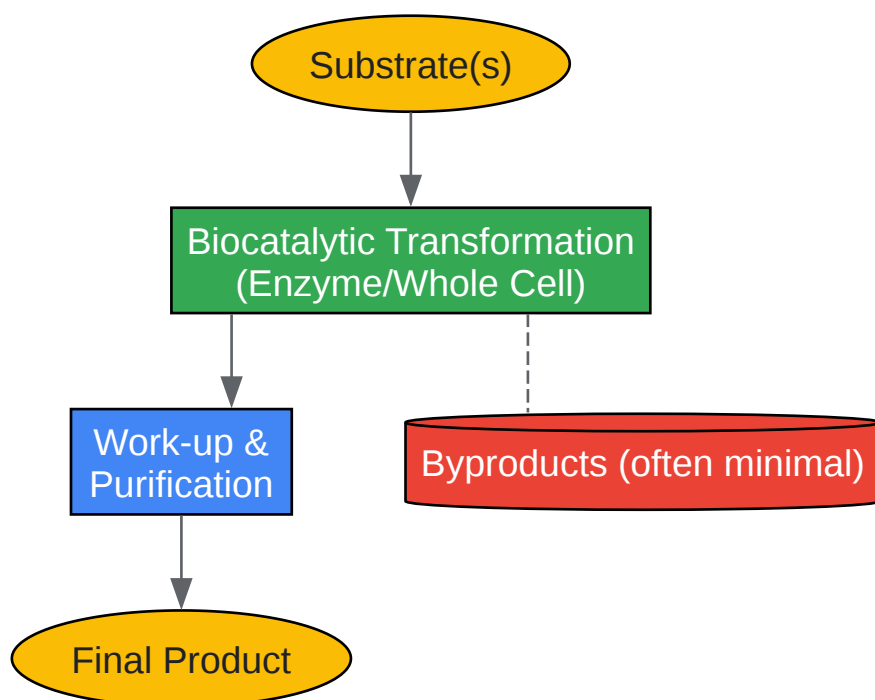 Substrate(s)
Biocatalytic Transformation
(Enzyme/Whole Cell)
Work-up &
Purification
Byproducts (often minimal)
Final Product